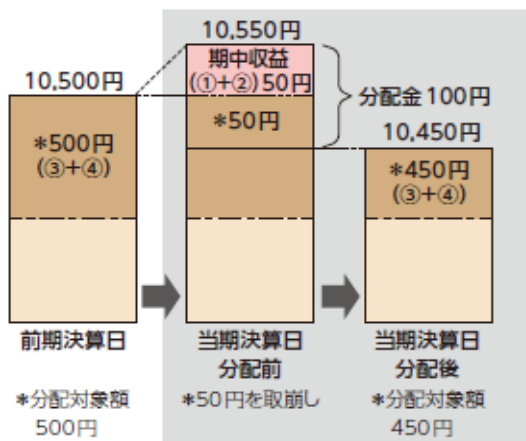 10,550円
期中収益
(①+②)50円
10,500円
分配金100円
*50円
10,450円
*500円
(③+④)
*450円
(③+④)
前期決算日
当期決算日
分配前
当期決算日
分配後
*分配対象額
500円
*50円を取崩し
*分配対象額
450円